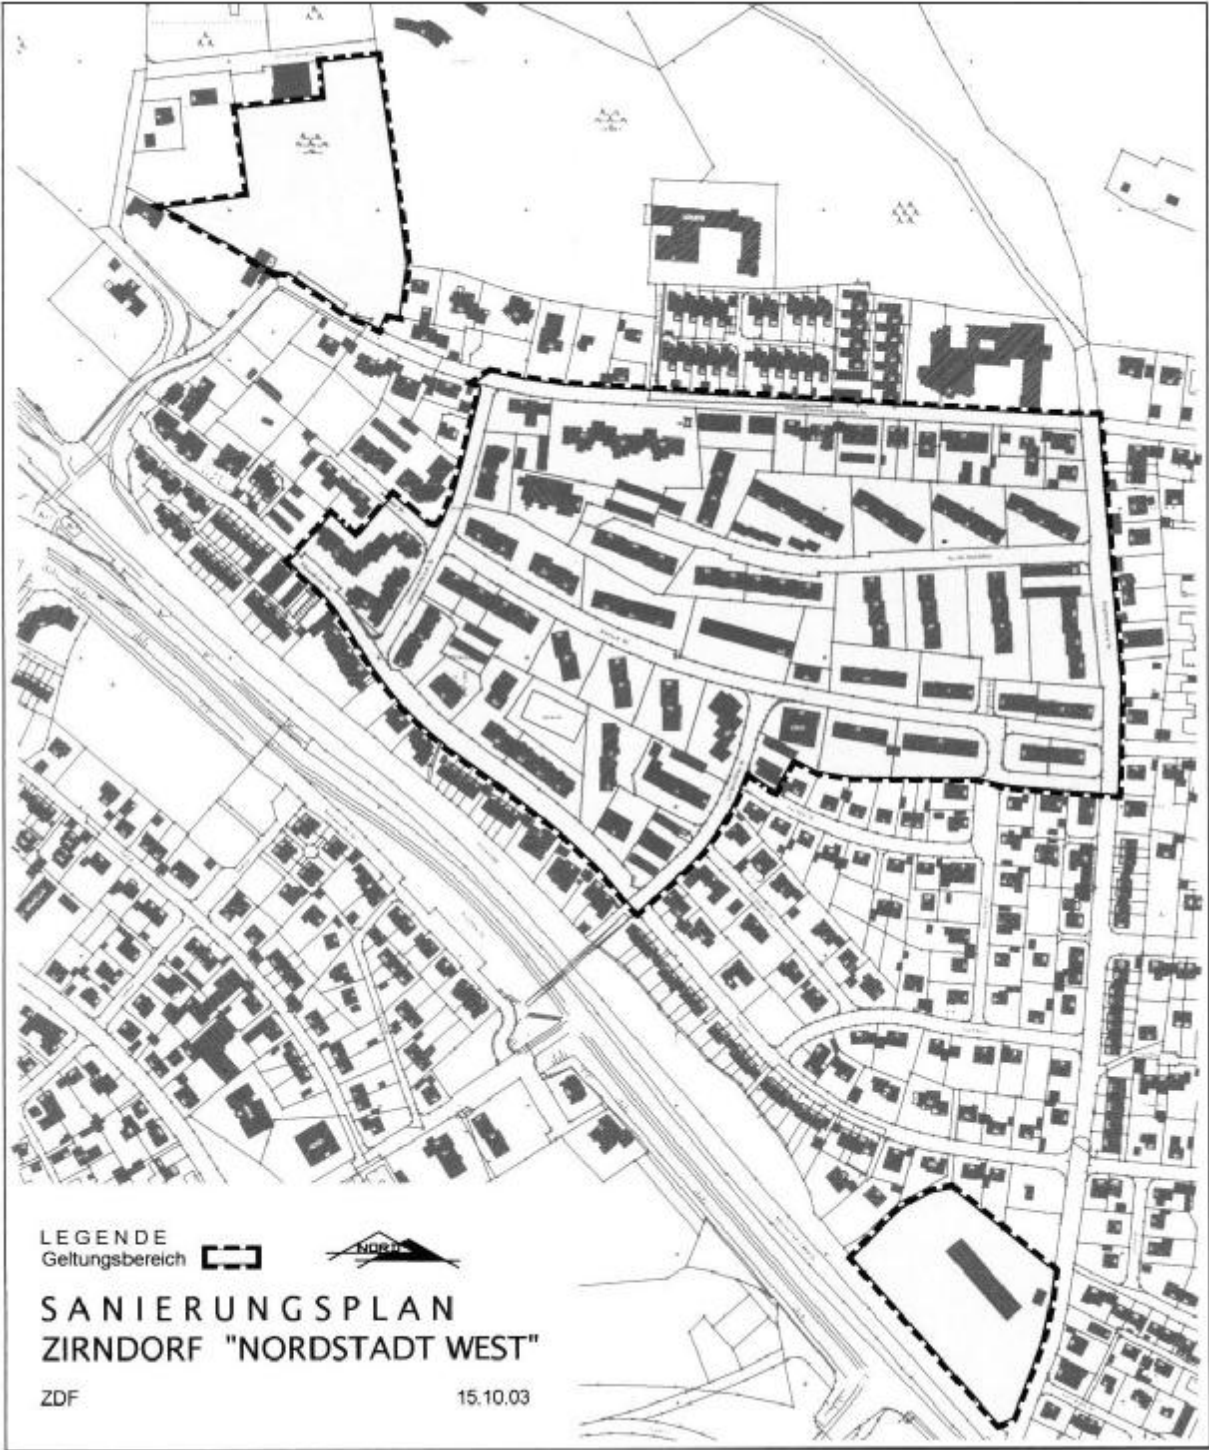 LEGENDE
Geltungsbereich
NORD
SANIERUNGSPLAN
ZIRNDORF "NORDSTADT WEST"
ZDF 15.10.03